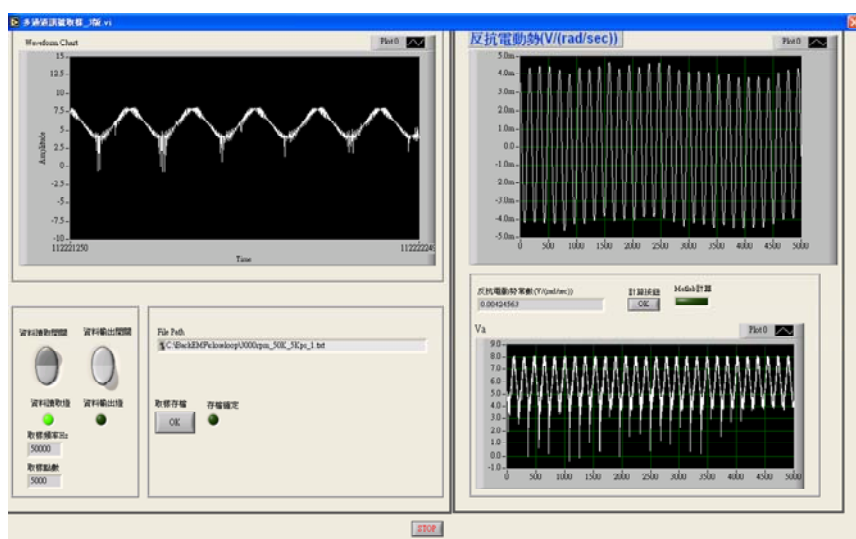 多通道訊號取樣_3版.vi
Waveform Chart
Plot 0
Amplitude
15-
12.5-
10-
7.5-
5-
2.5-
0-
-2.5-
-5-
-7.5-
-10-
112221250
Time
反抗電動勢(V/(rad/sec))
Plot 0
5.0m-
4.0m-
3.0m-
2.0m-
1.0m-
0.0-
-1.0m-
-2.0m-
-3.0m-
-4.0m-
-5.0m-
0 500 1000 1500 2000 2500 3000 3500 4000 4500 5000
反抗電動勢常數(V/(rad/sec))
0.00424563
計算按鈕
OK
Matlab計算
Va
Plot 0
9.0-
8.0-
7.0-
6.0-
5.0-
4.0-
3.0-
2.0-
1.0-
0.0-
-1.0-
0 500 1000 1500 2000 2500 3000 3500 4000 4500 5000
資料讀取開關
資料輸出開關
資料讀取燈
資料輸出燈
取樣頻率Hz
50000
取樣點數
5000
File Path
取樣存檔
OK
存檔確定
STOP